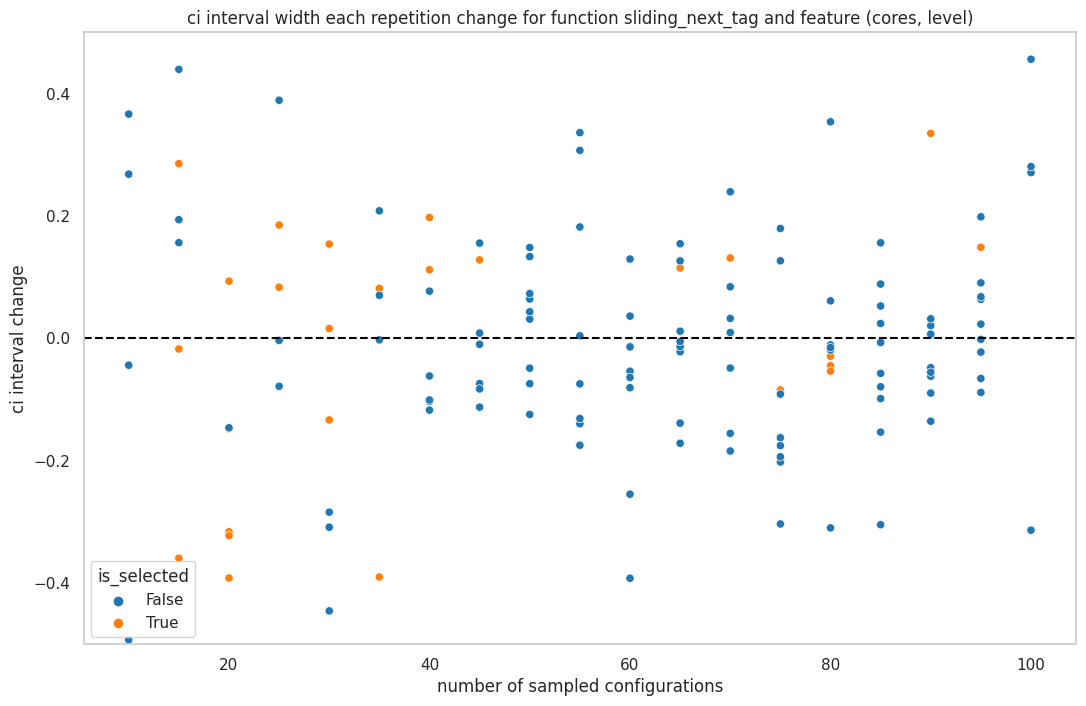 ci interval width each repetition change for function sliding_next_tag and feature (cores, level)
ci interval change
0.4
0.2
0.0
−0.2
−0.4
is_selected
False
True
20
40
60
80
100
number of sampled configurations